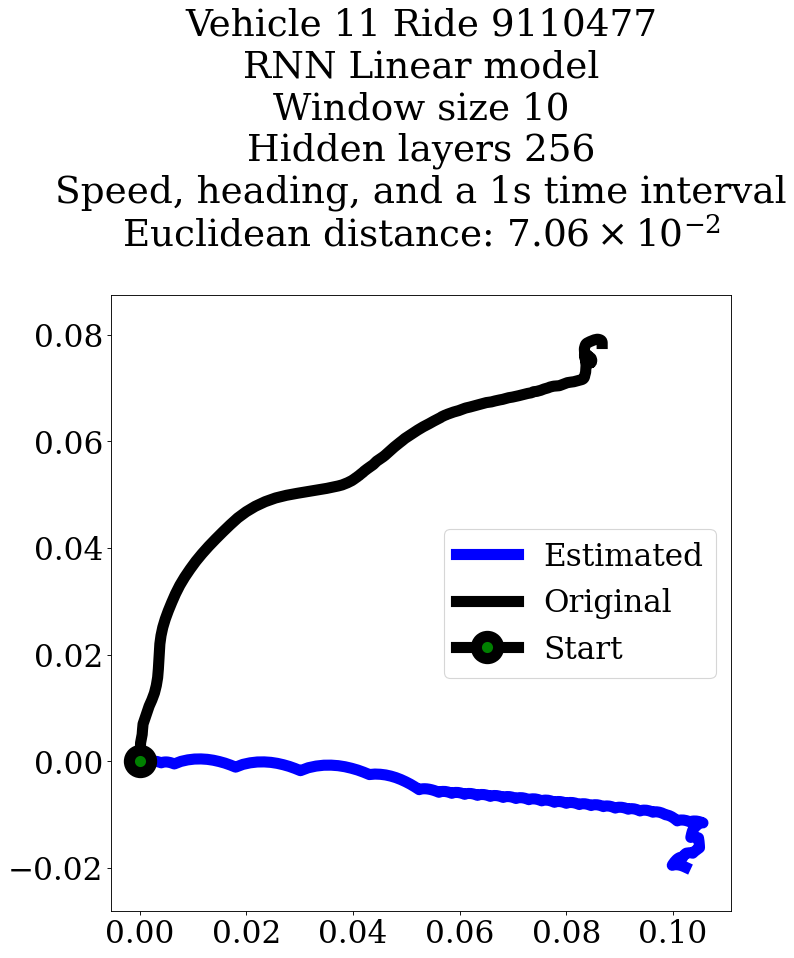 Vehicle 11 Ride 9110477
RNN Linear model
Window size 10
Hidden layers 256
Speed, heading, and a 1s time interval
Euclidean distance: 7.06 × 10⁻²
0.08
0.06
0.04
0.02
0.00
−0.02
Estimated
Original
Start
0.00 0.02 0.04 0.06 0.08 0.10